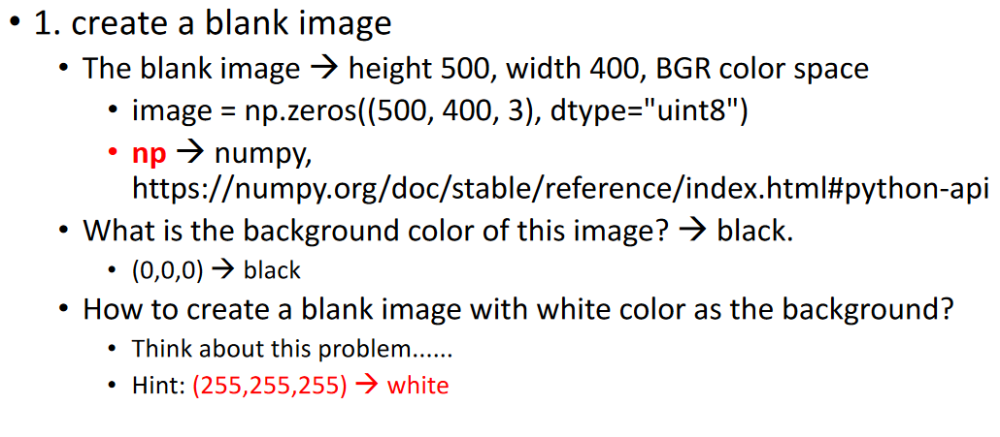 • 1. create a blank image
• The blank image → height 500, width 400, BGR color space
• image = np.zeros((500, 400, 3), dtype="uint8")
• np → numpy,
https://numpy.org/doc/stable/reference/index.html#python-api
• What is the background color of this image? → black.
• (0,0,0) → black
• How to create a blank image with white color as the background?
• Think about this problem......
• Hint: (255,255,255) → white